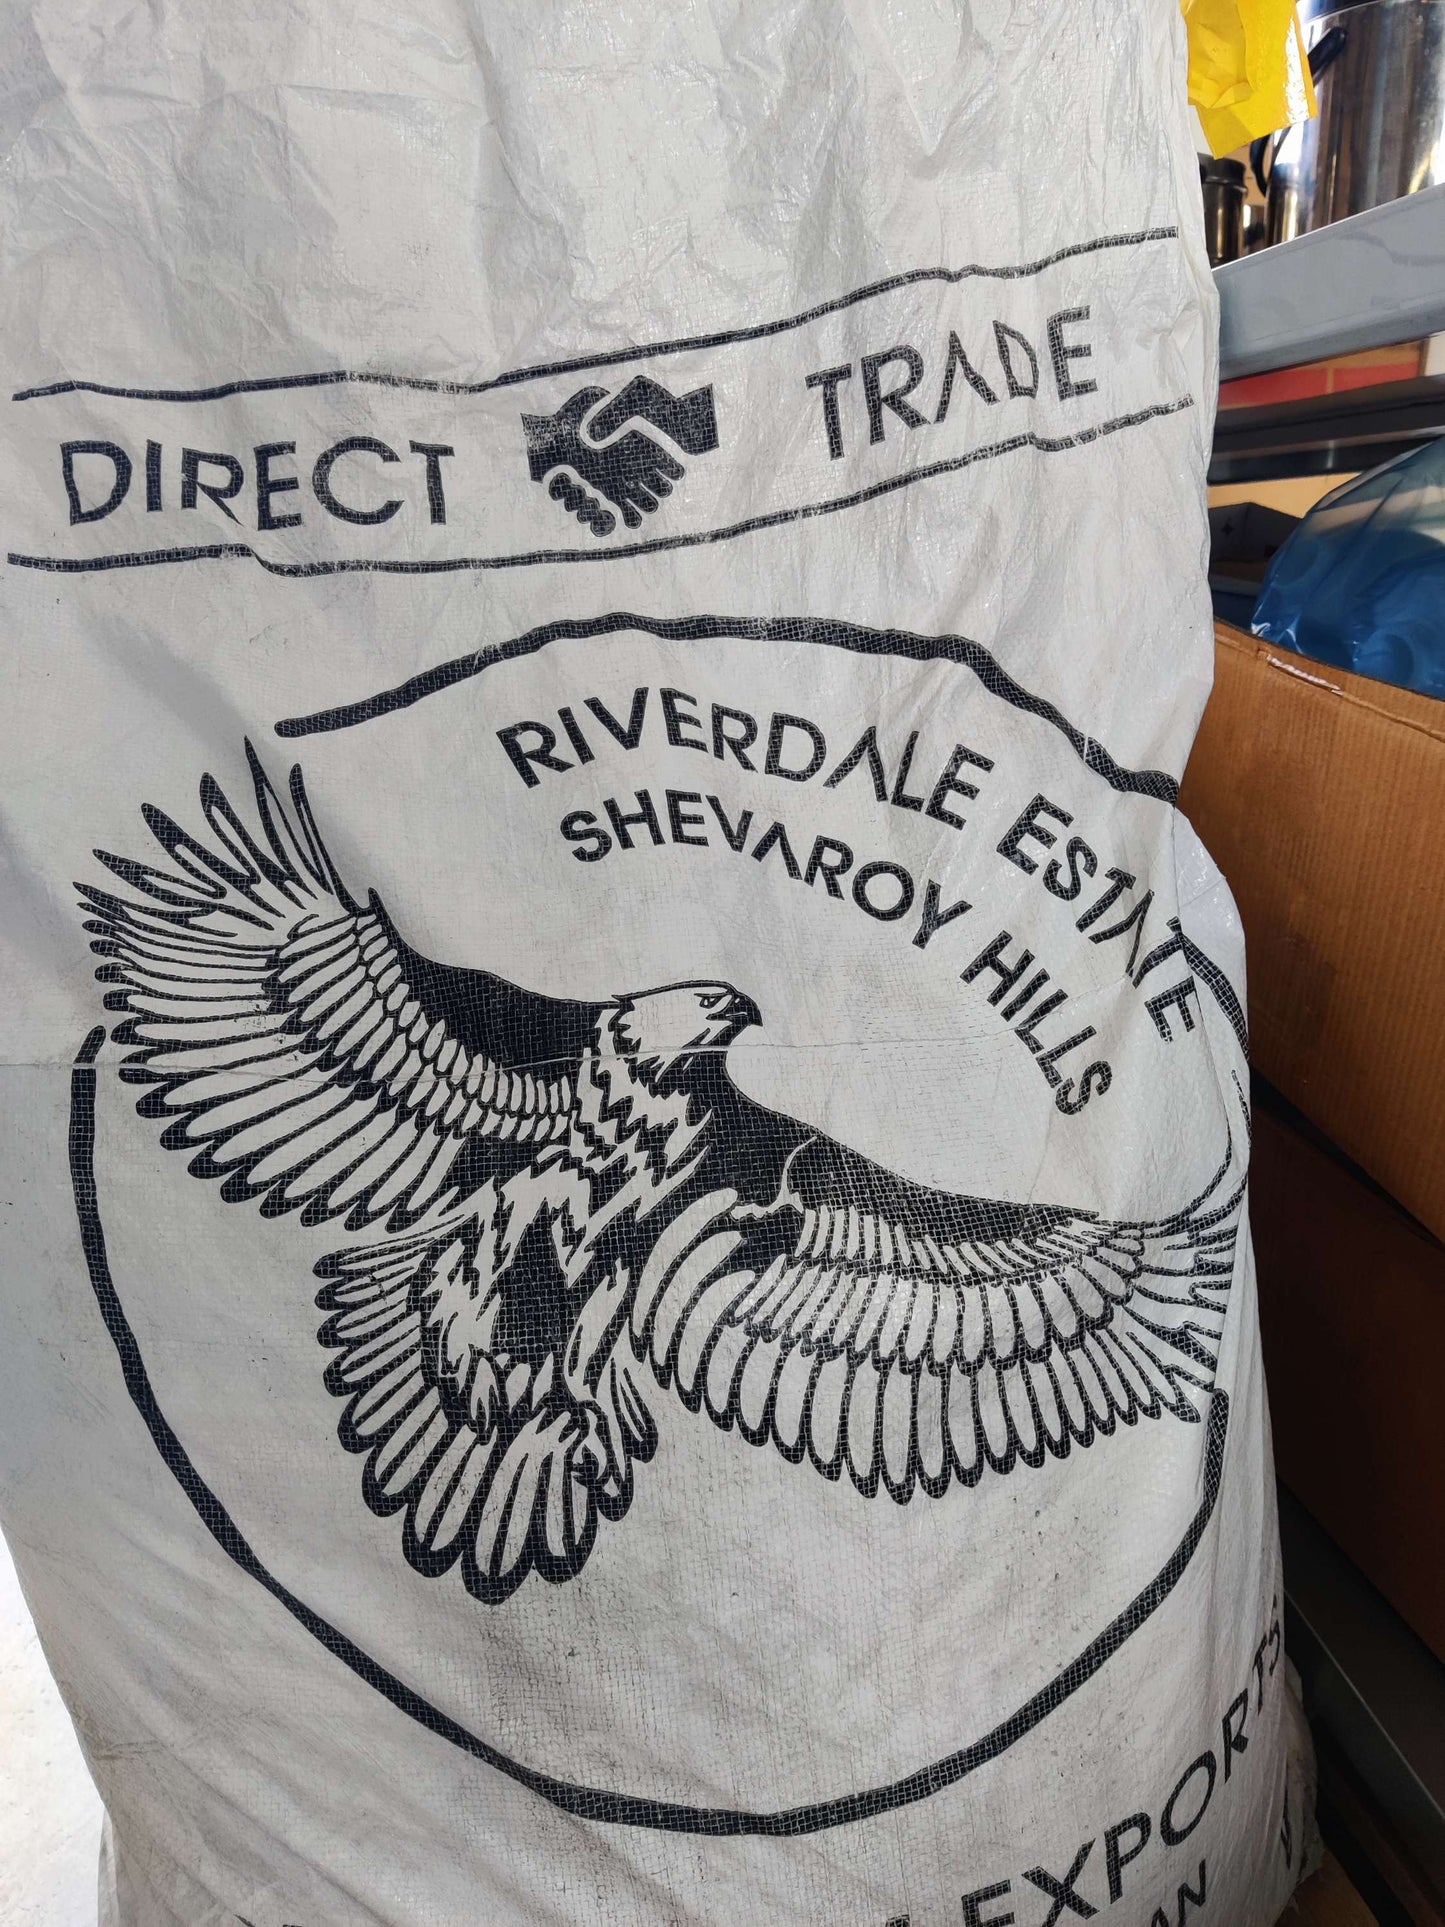 DIRECT TRADE
RIVERDALE ESTATE
SHEVAROY HILLS
EXPORTS